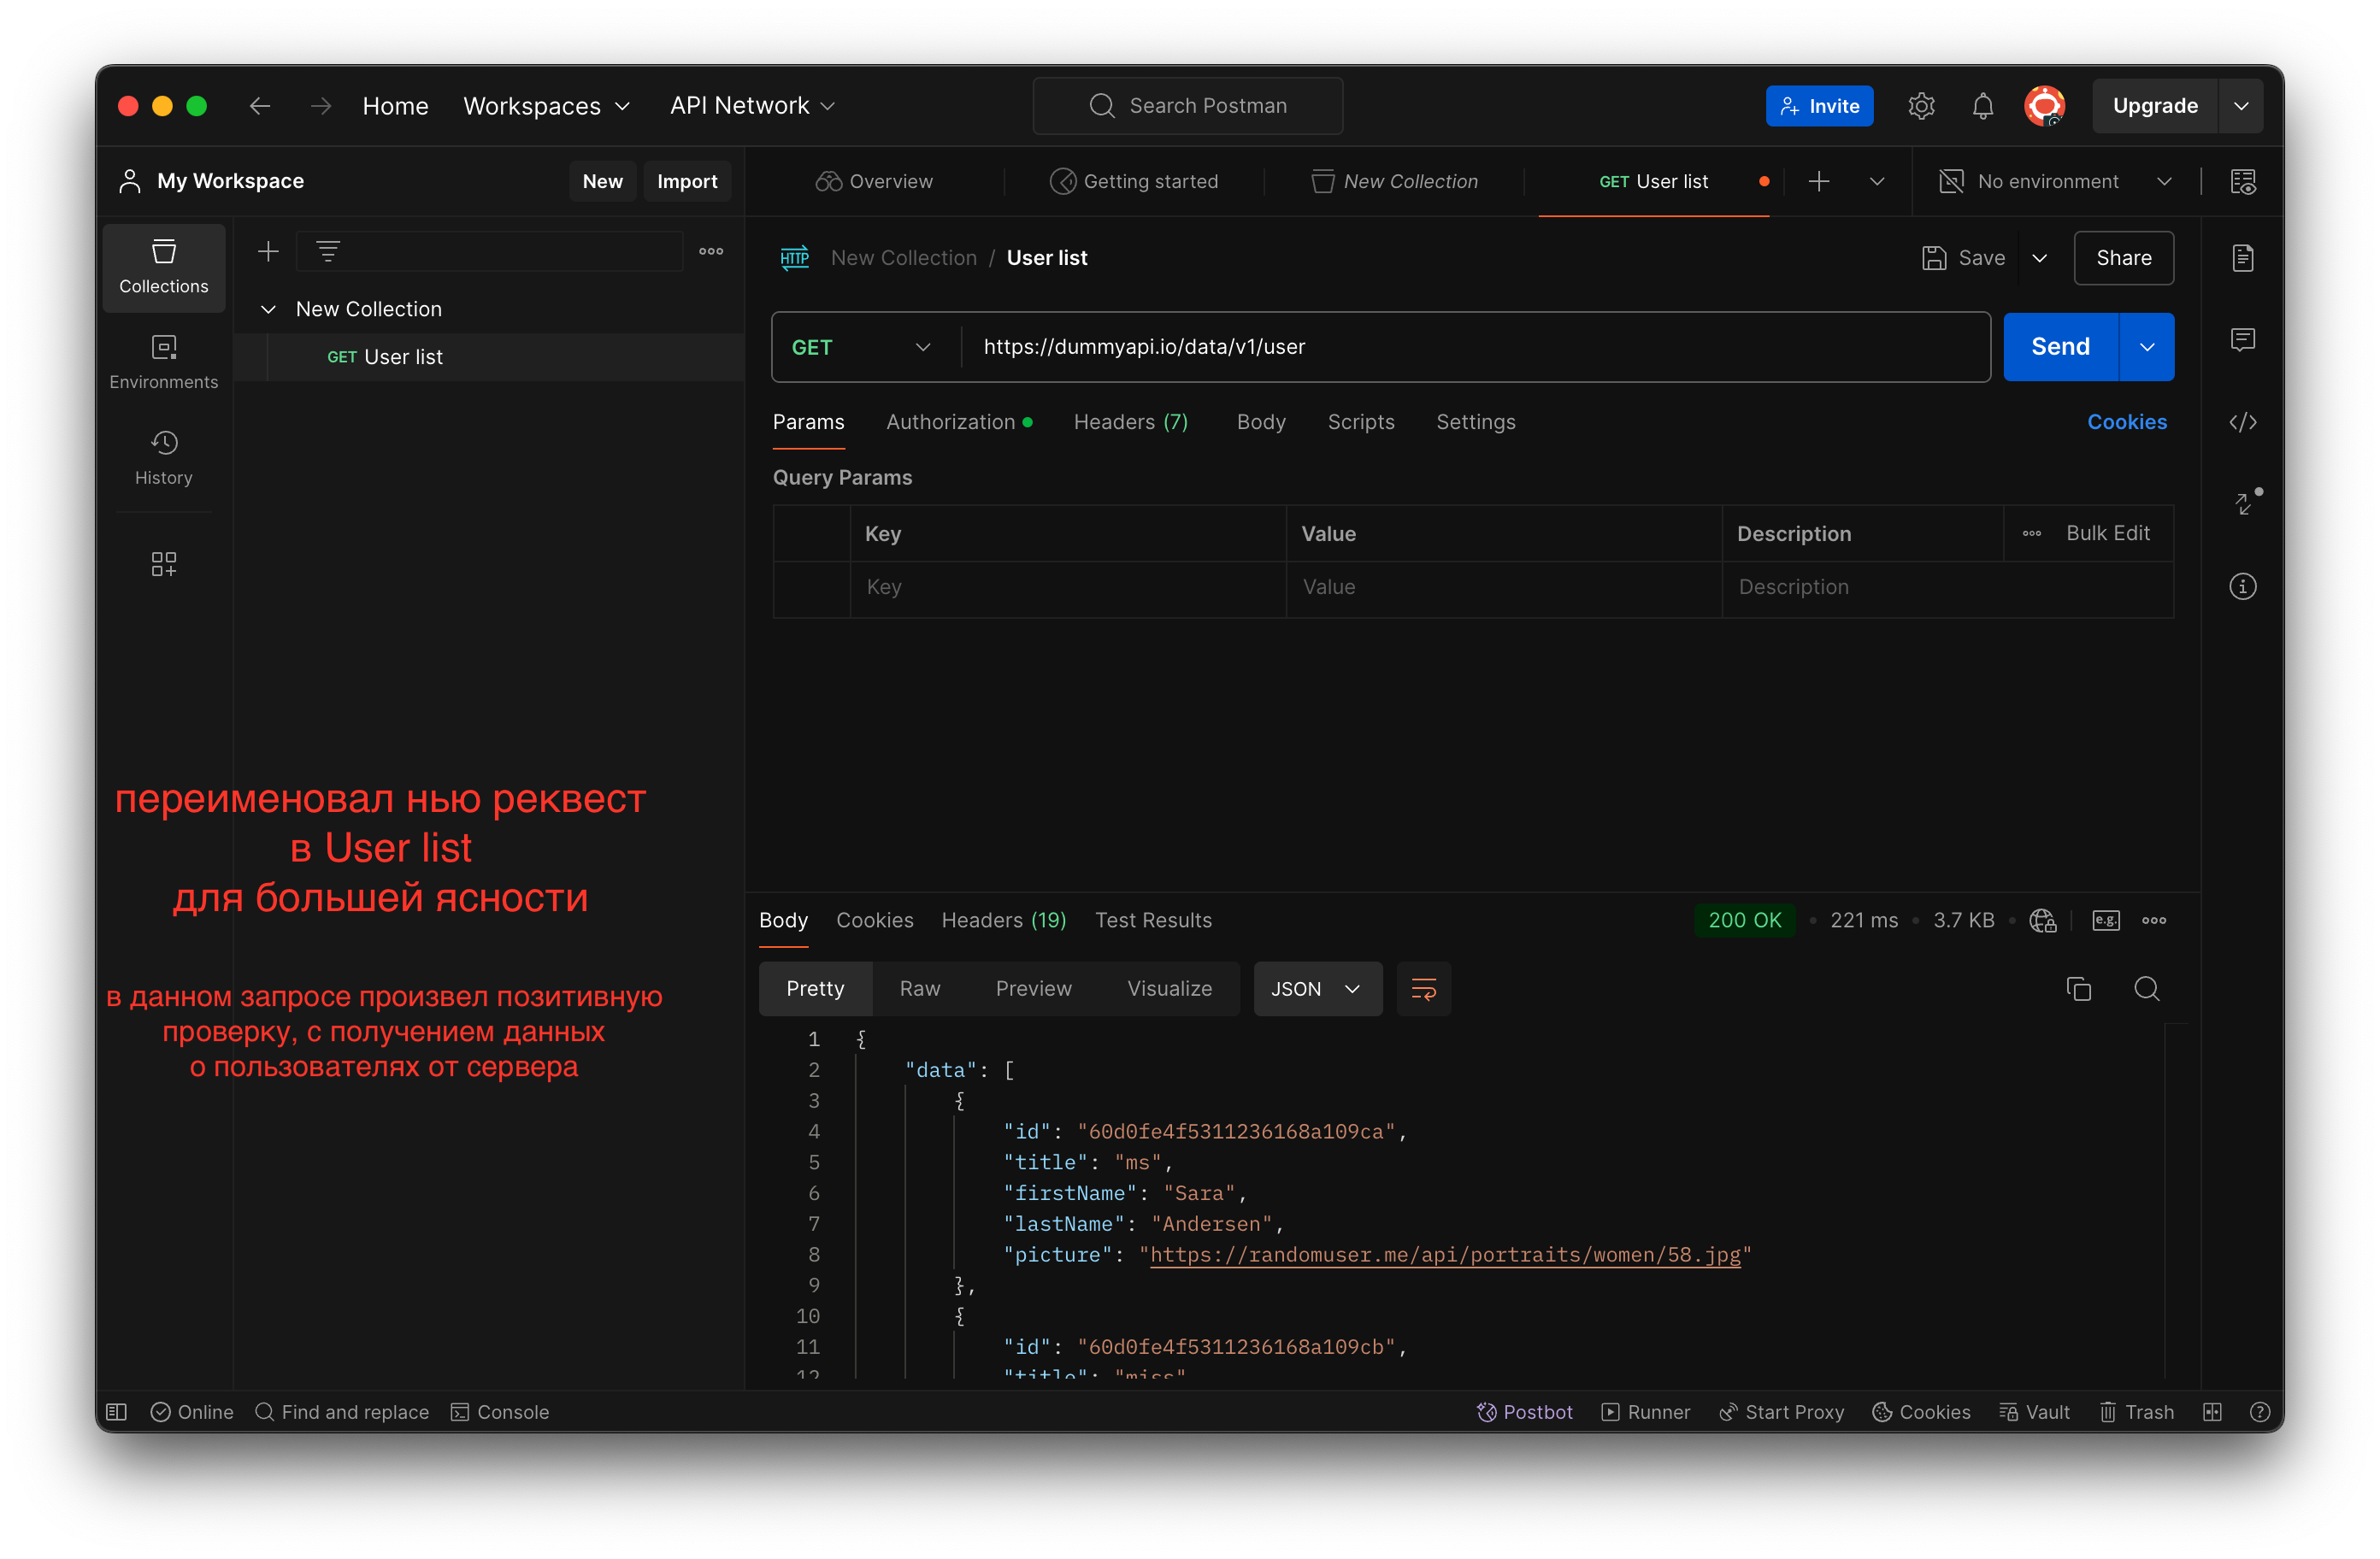 Home Workspaces API Network Search Postman Invite Upgrade
My Workspace New Import Overview Getting started New Collection GET User list No environment
Collections
Environments
History
New Collection
GET User list
HTTP New Collection / User list Save Share
GET https://dummyapi.io/data/v1/user Send
Params Authorization Headers (7) Body Scripts Settings Cookies
Query Params
Key Value Description Bulk Edit
Key Value Description
переименовал нью реквест
в User list
для большей ясности
в данном запросе произвел позитивную
проверку, с получением данных
о пользователях от сервера
Body Cookies Headers (19) Test Results 200 OK 221 ms 3.7 KB e.g.
Pretty Raw Preview Visualize JSON
1 {
2 "data": [
3 {
4 "id": "60d0fe4f5311236168a109ca",
5 "title": "ms",
6 "firstName": "Sara",
7 "lastName": "Andersen",
8 "picture": "https://randomuser.me/api/portraits/women/58.jpg"
9 },
10 {
11 "id": "60d0fe4f5311236168a109cb",
12 "title": "miss"
Online Find and replace Console Postbot Runner Start Proxy Cookies Vault Trash